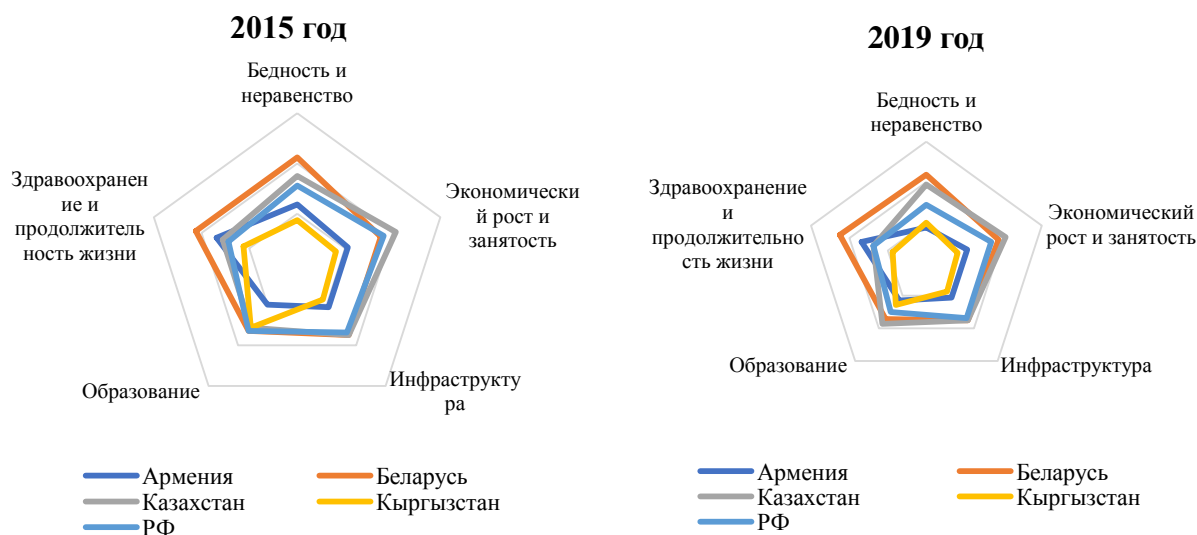 2015 год
Бедность и
неравенство
Здравоохранен
ие и
продолжитель
ность жизни
Экономически
й рост и
занятость
Образование
Инфраструкту
ра
Армения
Беларусь
Казахстан
Кыргызстан
РФ
2019 год
Бедность и
неравенство
Здравоохранение
и
продолжительно
сть жизни
Экономический
рост и занятость
Образование
Инфраструктура
Армения
Беларусь
Казахстан
Кыргызстан
РФ